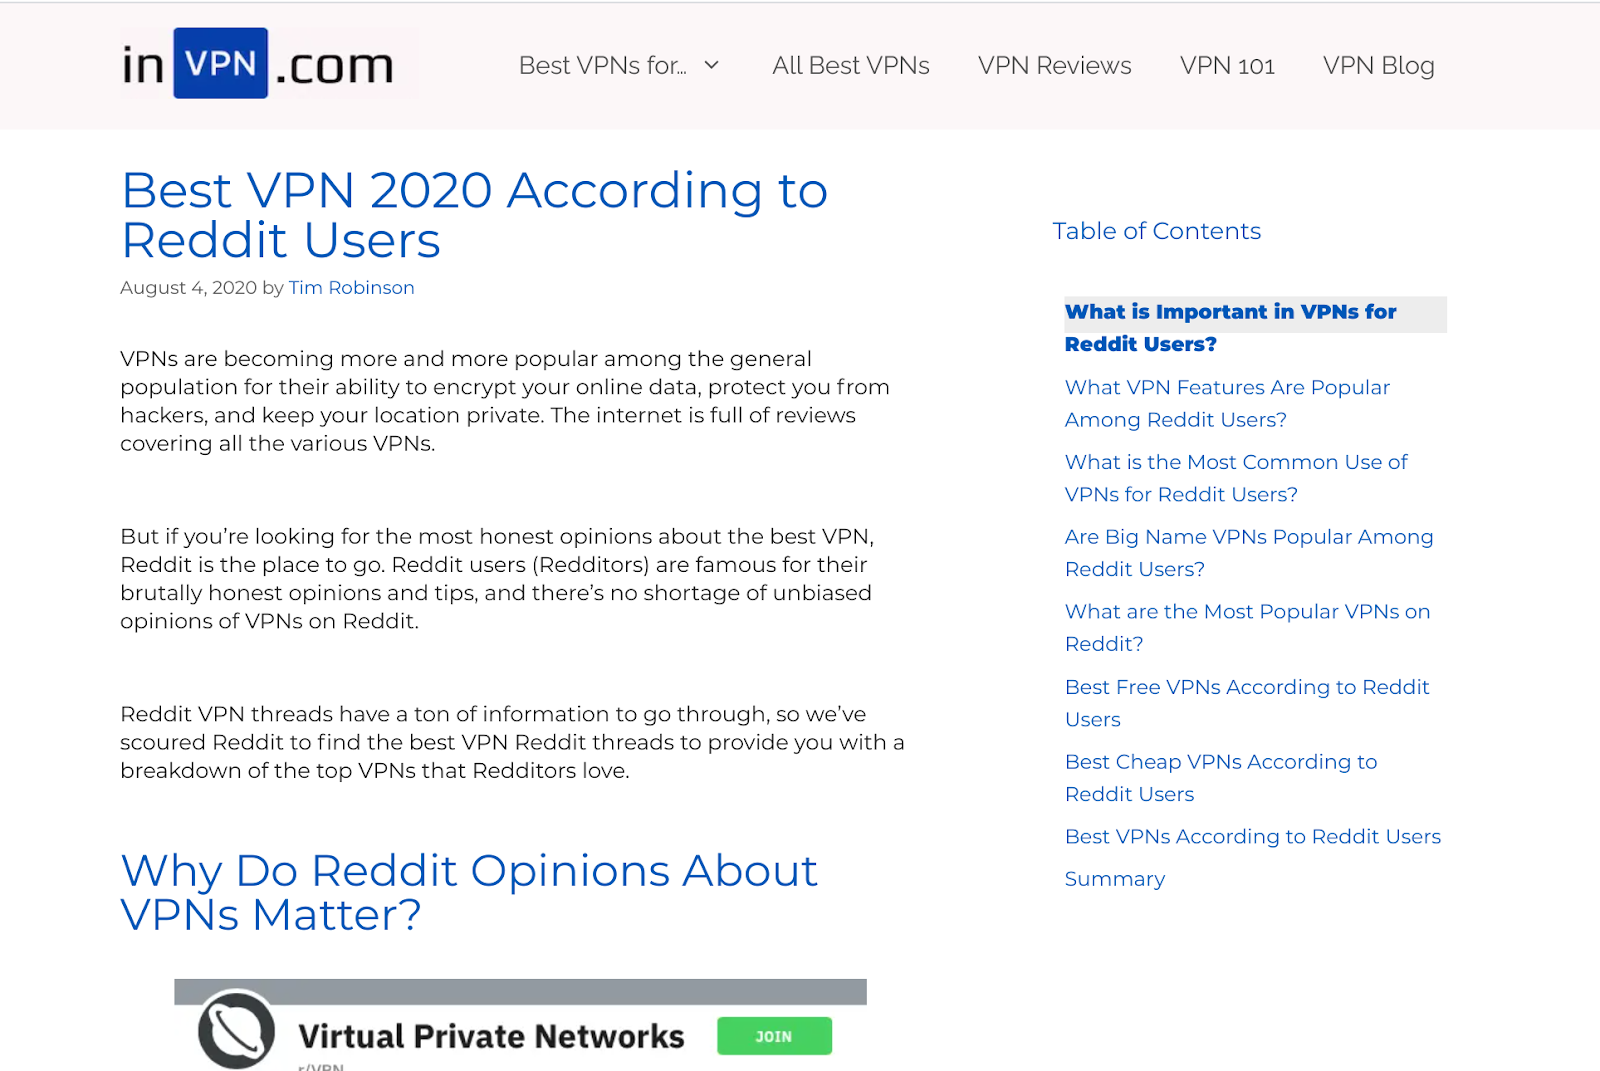 in VPN .com
Best VPNs for...
All Best VPNs
VPN Reviews
VPN 101
VPN Blog
Best VPN 2020 According to
Reddit Users
August 4, 2020 by Tim Robinson
VPNs are becoming more and more popular among the general
population for their ability to encrypt your online data, protect you from
hackers, and keep your location private. The internet is full of reviews
covering all the various VPNs.
But if you’re looking for the most honest opinions about the best VPN,
Reddit is the place to go. Reddit users (Redditors) are famous for their
brutally honest opinions and tips, and there’s no shortage of unbiased
opinions of VPNs on Reddit.
Reddit VPN threads have a ton of information to go through, so we’ve
scoured Reddit to find the best VPN Reddit threads to provide you with a
breakdown of the top VPNs that Redditors love.
Why Do Reddit Opinions About
VPNs Matter?
Virtual Private Networks
JOIN
r/VPN
Table of Contents
What is Important in VPNs for
Reddit Users?
What VPN Features Are Popular
Among Reddit Users?
What is the Most Common Use of
VPNs for Reddit Users?
Are Big Name VPNs Popular Among
Reddit Users?
What are the Most Popular VPNs on
Reddit?
Best Free VPNs According to Reddit
Users
Best Cheap VPNs According to
Reddit Users
Best VPNs According to Reddit Users
Summary